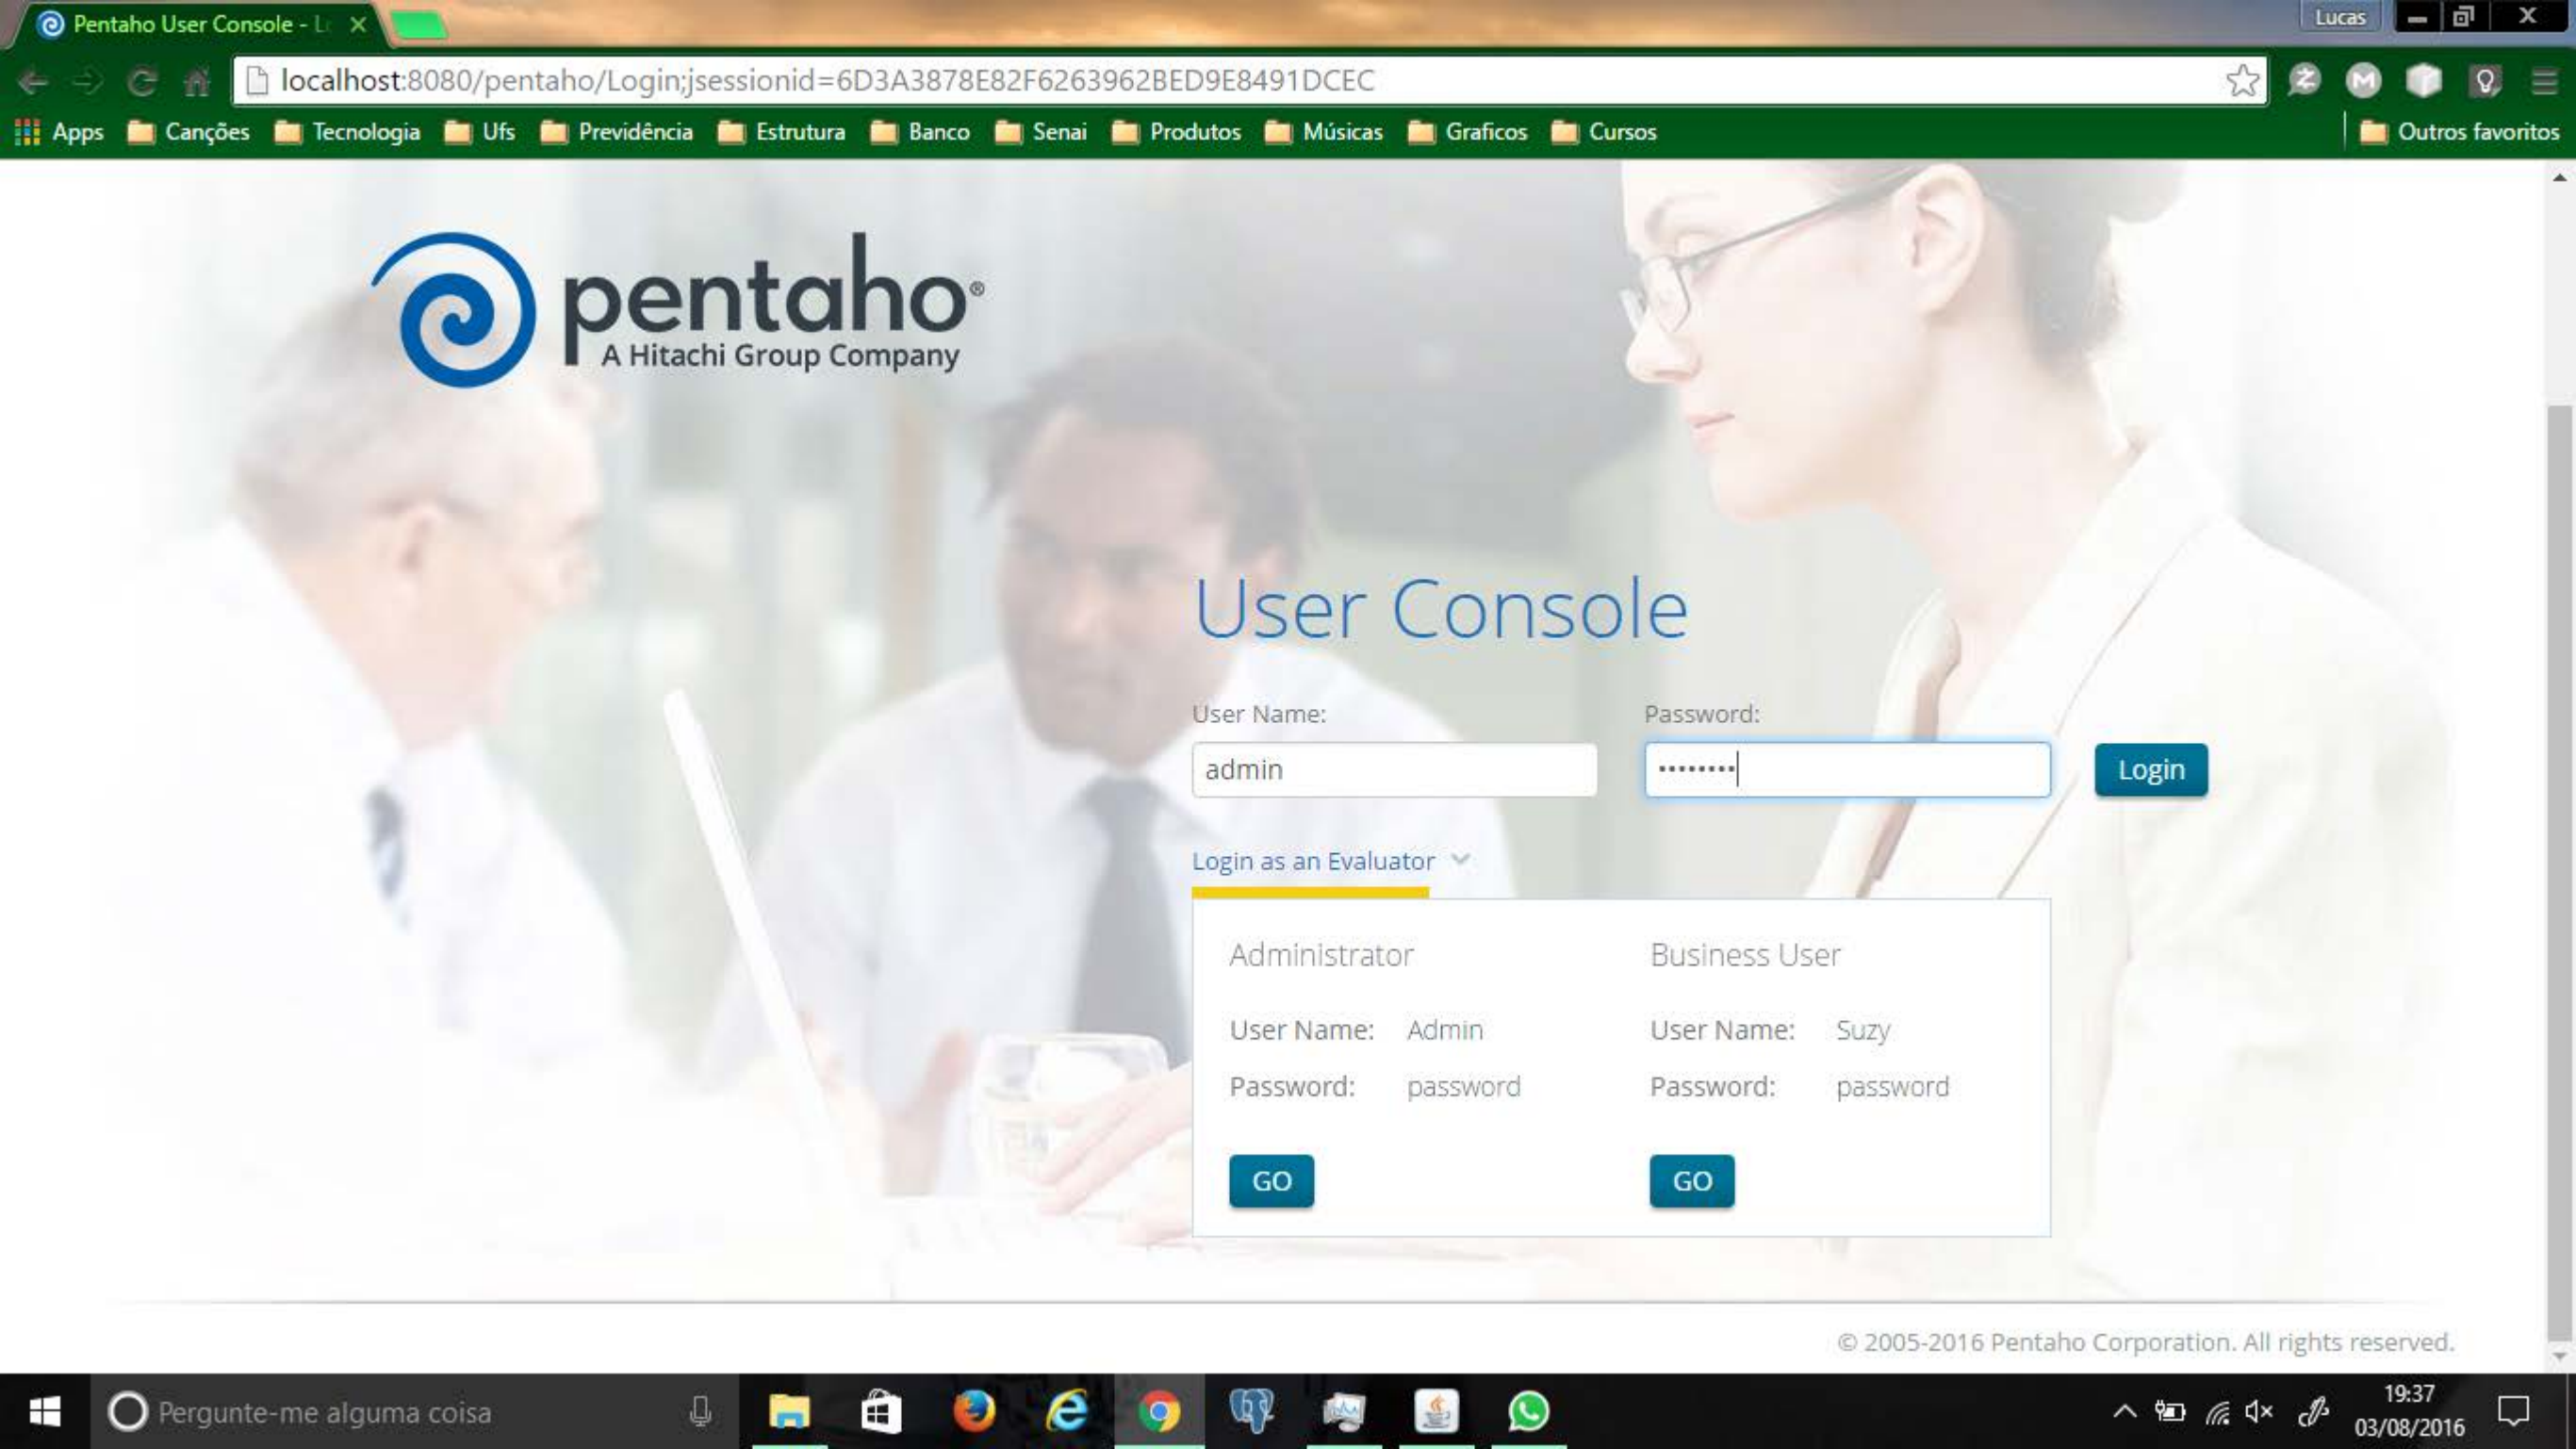 Pentaho User Console - L
Lucas
localhost:8080/pentaho/Login;jsessionid=6D3A3878E82F6263962BED9E8491DCEC
Apps Canções Tecnologia Ufs Previdência Estrutura Banco Senai Produtos Músicas Graficos Cursos Outros favoritos
pentaho®
A Hitachi Group Company
User Console
User Name: Password:
admin •••••••• Login
Login as an Evaluator
Administrator Business User
User Name: Admin User Name: Suzy
Password: password Password: password
GO GO
© 2005-2016 Pentaho Corporation. All rights reserved.
Pergunte-me alguma coisa
19:37
03/08/2016